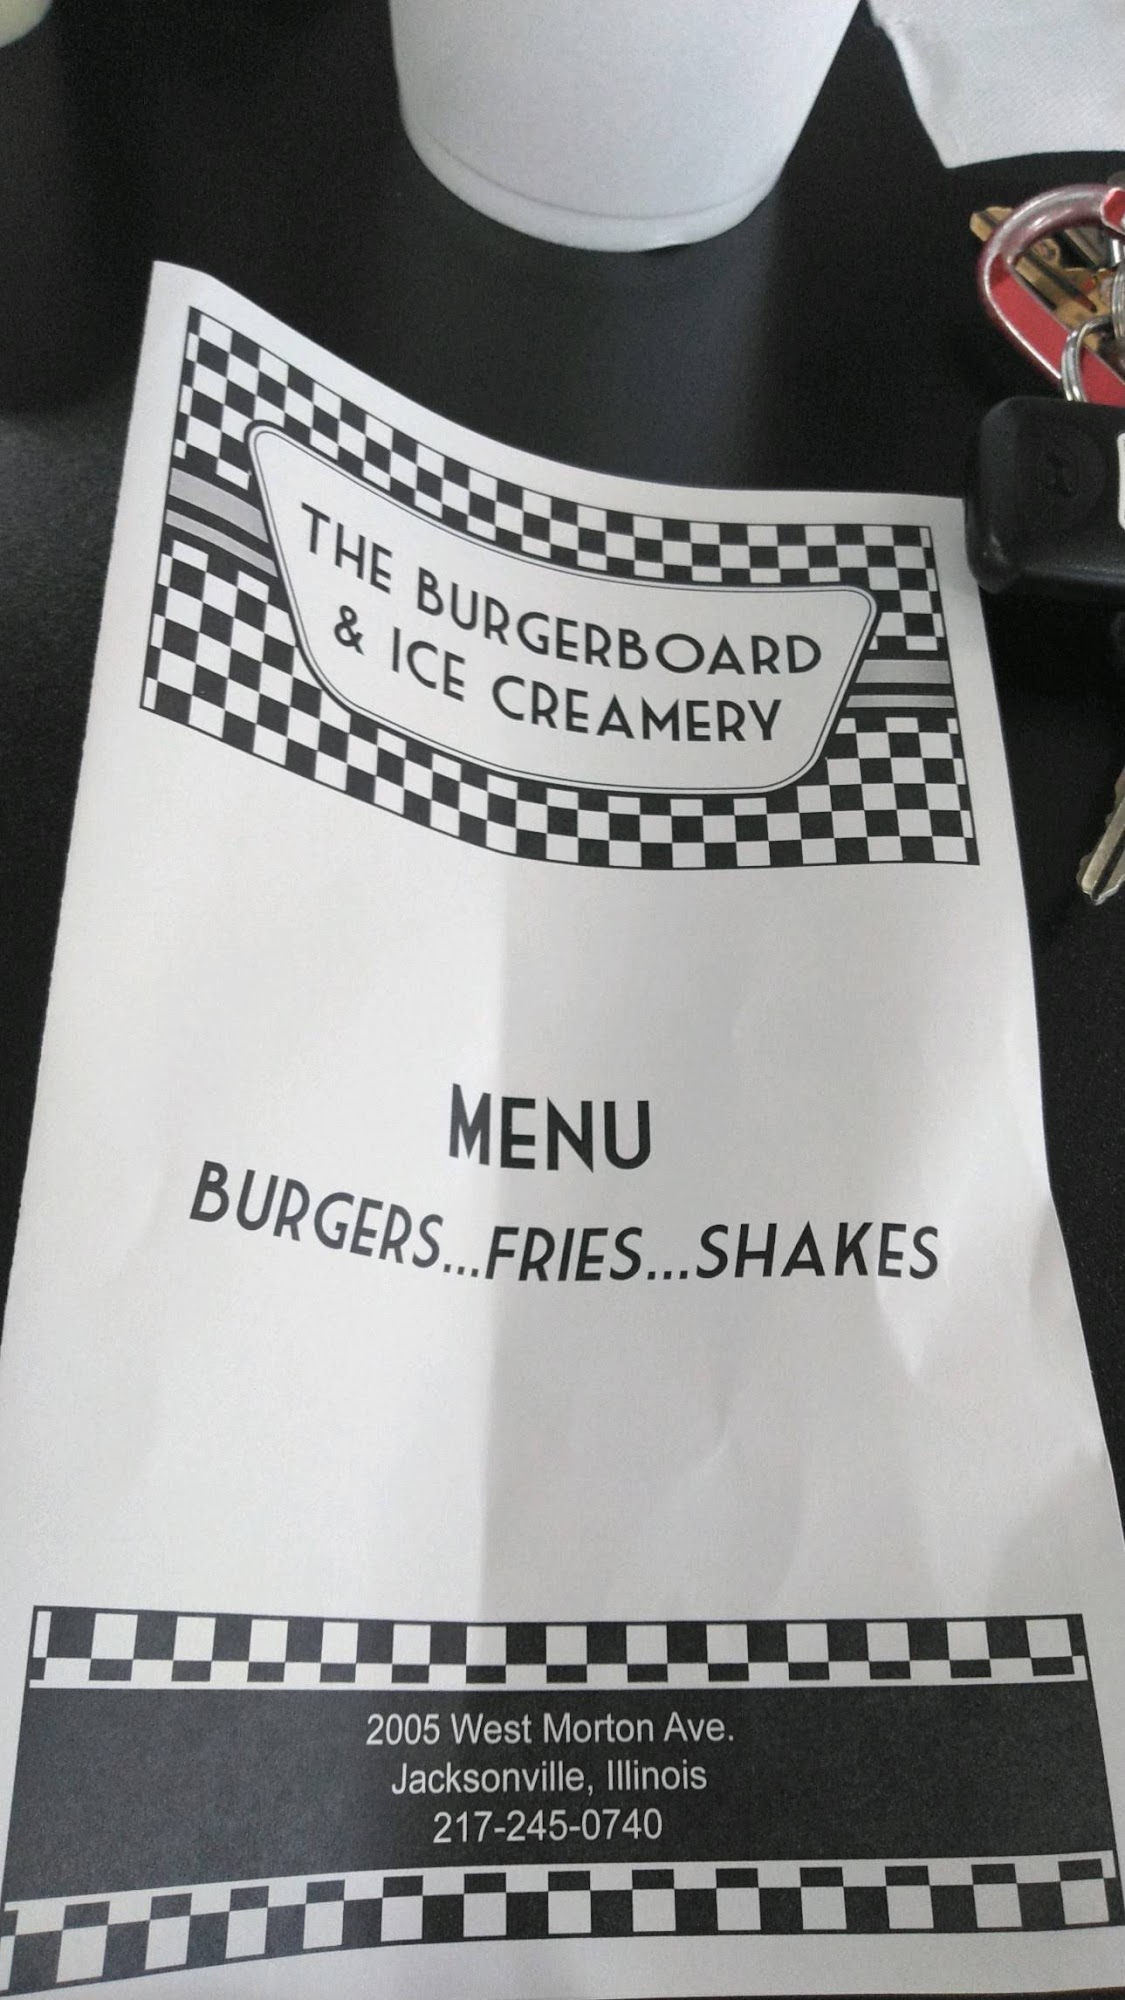 THE BURGERBOARD
& ICE CREAMERY
MENU
BURGERS...FRIES...SHAKES
2005 West Morton Ave.
Jacksonville, Illinois
217-245-0740